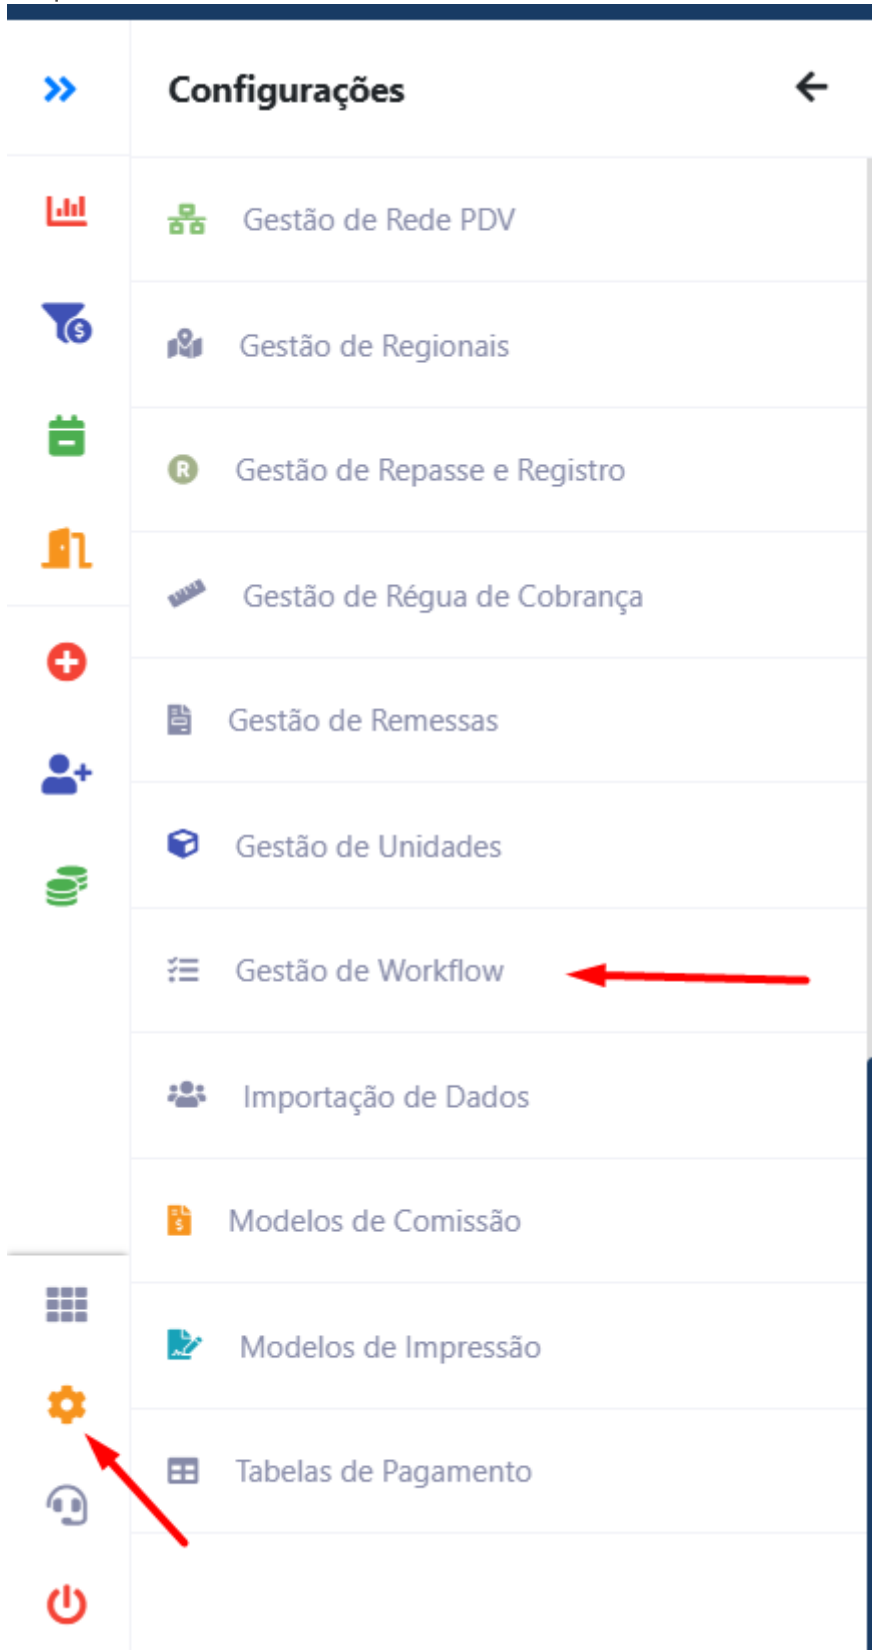 Configurações
Gestão de Rede PDV
Gestão de Regionais
R
Gestão de Repasse e Registro
Gestão de Régua de Cobrança
Gestão de Remessas
Gestão de Unidades
Gestão de Workflow
Importação de Dados
Modelos de Comissão
Modelos de Impressão
Tabelas de Pagamento